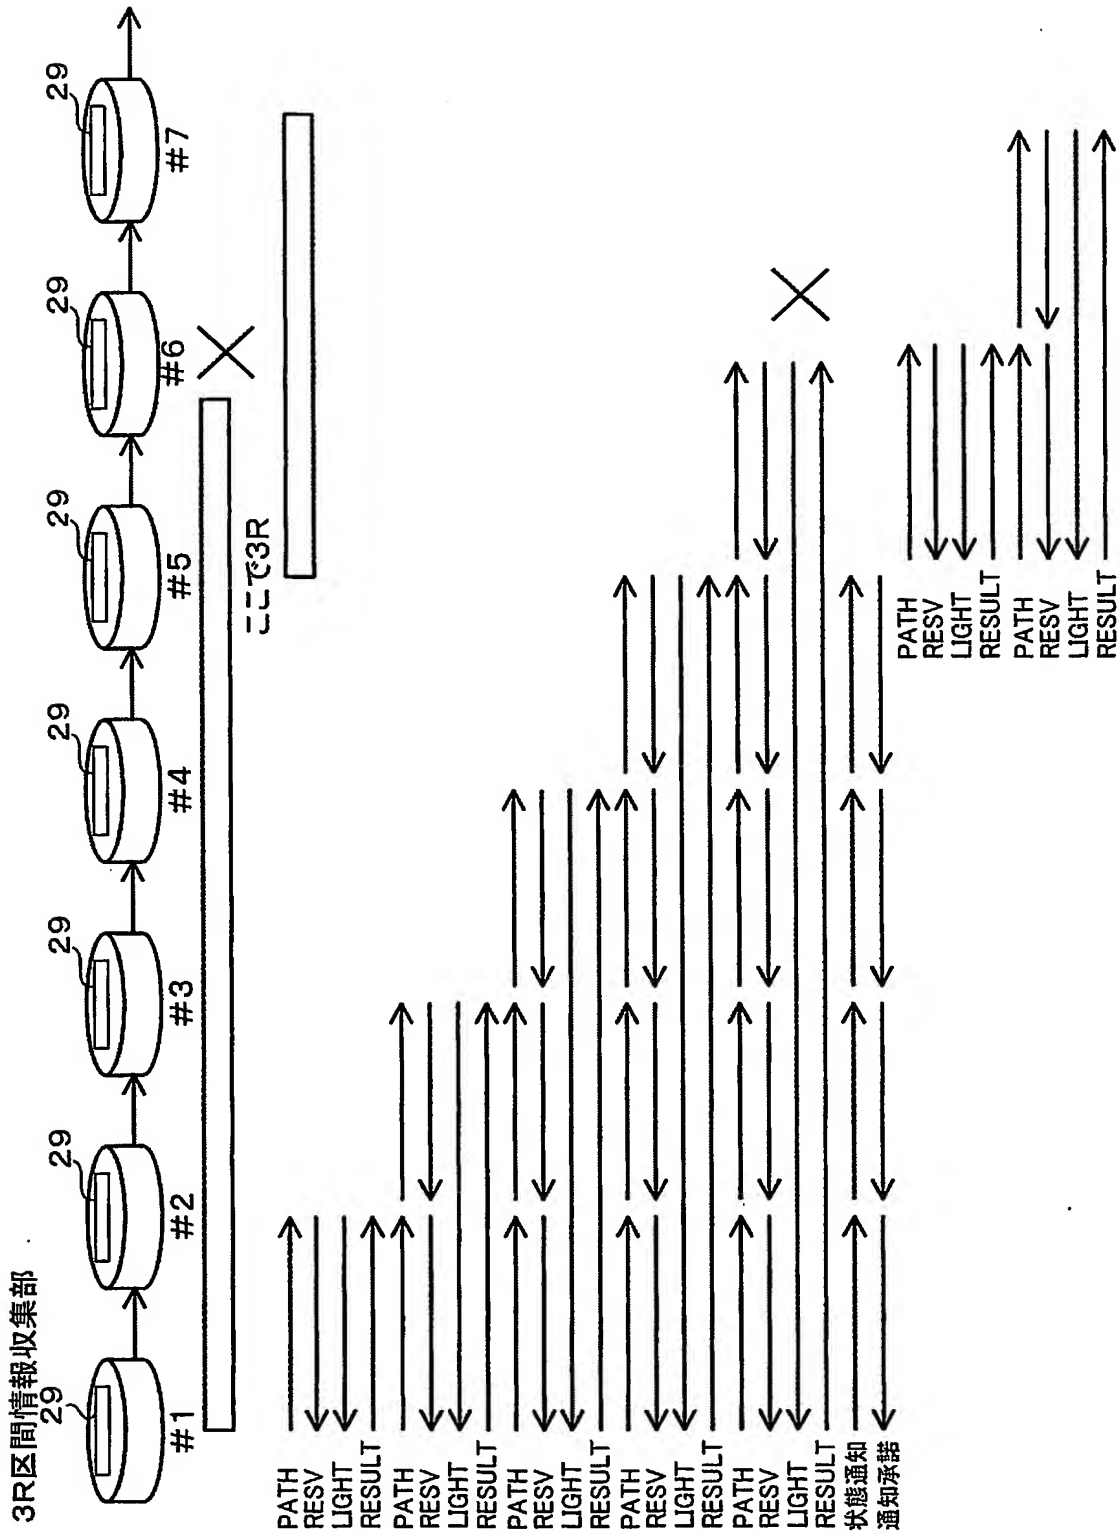 3R区間情報収集部
29
29
29
29
29
29
29
#1
#2
#3
#4
#5
#6
#7
ここで3R
PATH
RESV
LIGHT
RESULT
PATH
RESV
LIGHT
RESULT
PATH
RESV
LIGHT
RESULT
PATH
RESV
LIGHT
RESULT
PATH
RESV
LIGHT
RESULT
状態通知
通知承諾
PATH
RESV
LIGHT
RESULT
PATH
RESV
LIGHT
RESULT